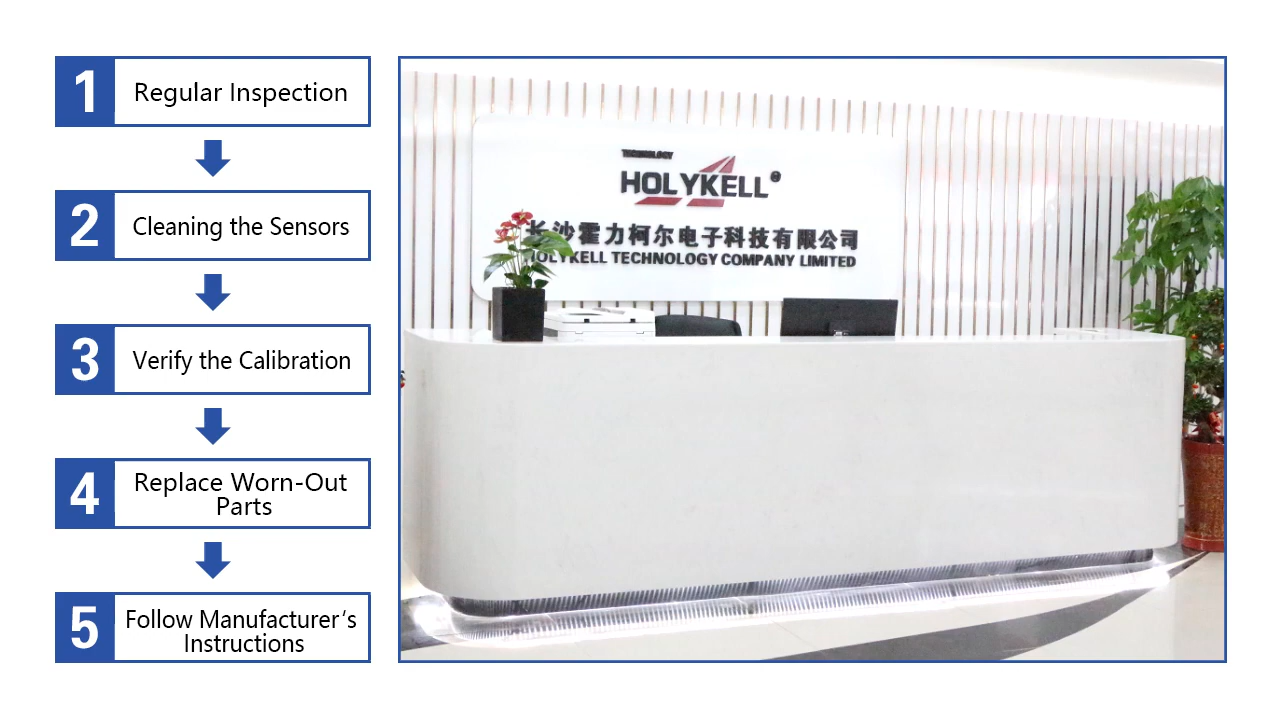 1
Regular Inspection
2
Cleaning the Sensors
3
Verify the Calibration
4
Replace Worn-Out
Parts
5
Follow Manufacturer‘s
Instructions
TECHNOLOGY
HOLYKELL®
长沙霍力柯尔电子科技有限公司
HOLYKELL TECHNOLOGY COMPANY LIMITED